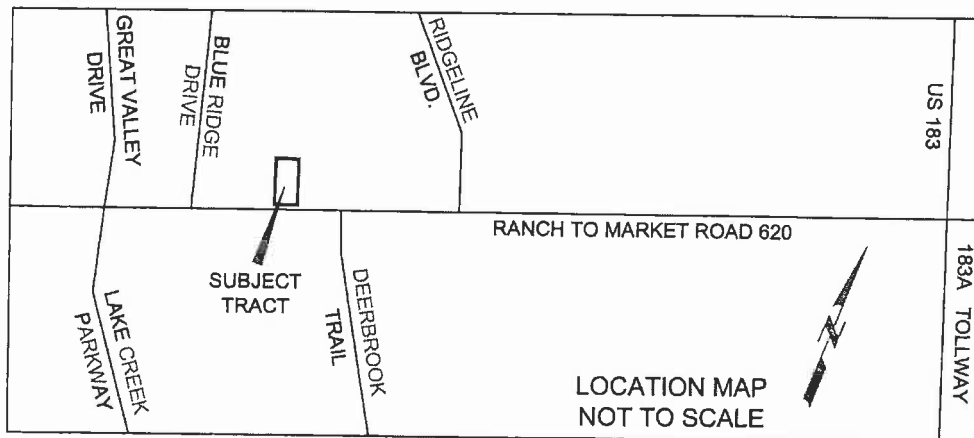 GREAT VALLEY
DRIVE
BLUE RIDGE
DRIVE
RIDGELINE
BLVD.
US 183
RANCH TO MARKET ROAD 620
SUBJECT
TRACT
LAKE CREEK
PARKWAY
DEERBROOK
TRAIL
183A TOLLWAY
N
LOCATION MAP
NOT TO SCALE